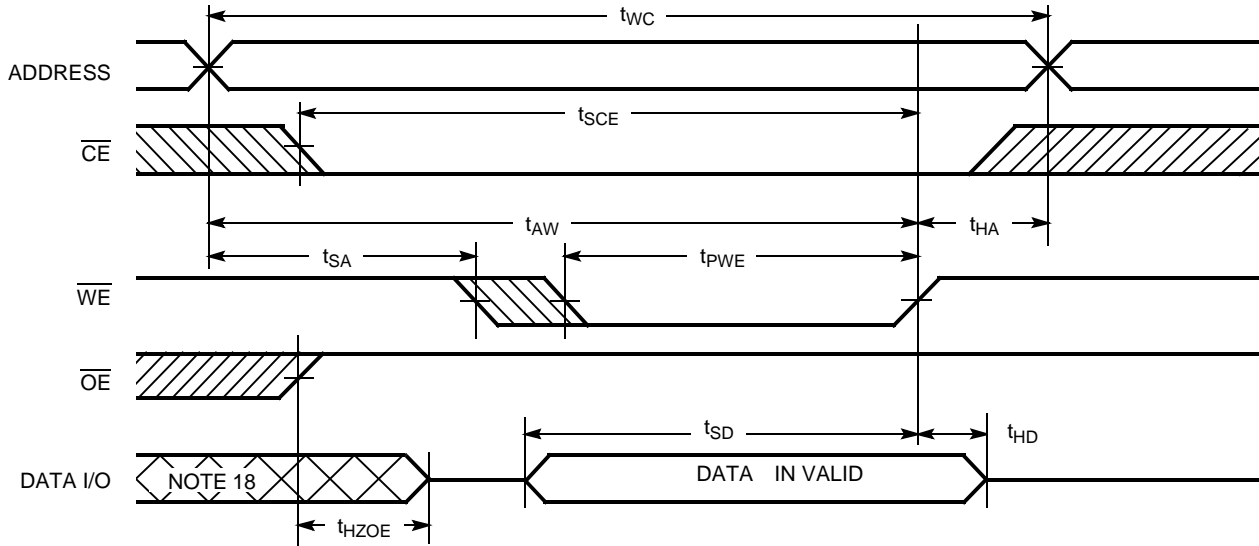 tWC
ADDRESS
tSCE
CE
tAW
tHA
tSA
tPWE
WE
OE
tSD
tHD
DATA I/O
NOTE 18
DATA IN VALID
tHZOE